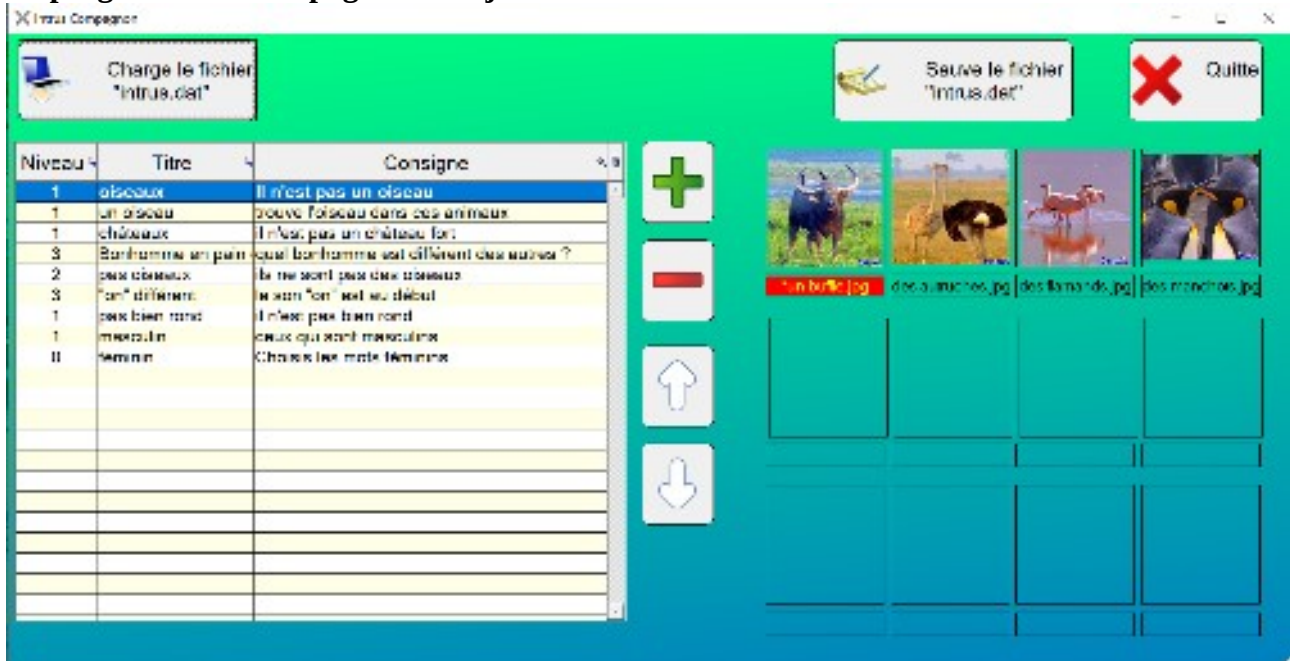 Intrus Compagnon
Charge le fichier
"intrus.dat"
Sauve le fichier
"intrus.dat"
Quitte
Niveau Titre Consigne
1 oiseaux Il n'est pas un oiseau
1 un oiseau trouve l'oiseau dans ces animaux
1 châteaux il n'est pas un château fort
3 Bonhomme en pain quel bonhomme est différent des autres ?
2 pas oiseaux ils ne sont pas des oiseaux
3 "on" différent le son "on" est au début
1 pas bien rond il n'est pas bien rond
1 masculin ceux qui sont masculins
0 féminin Choisis les mots féminins
*un buffle.jpg des autruches.jpg des flamands.jpg des manchots.jpg